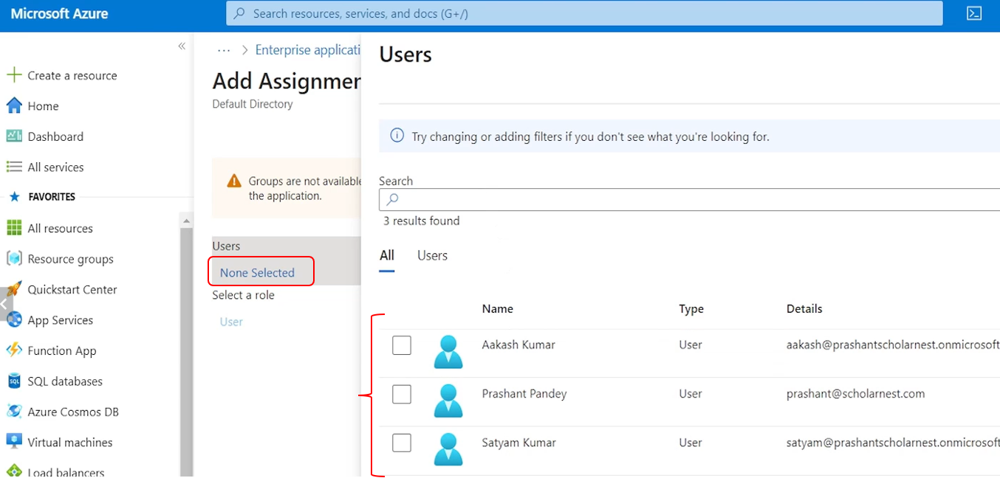 Microsoft Azure
Search resources, services, and docs (G+/)
Create a resource
Home
Dashboard
All services
FAVORITES
All resources
Resource groups
Quickstart Center
App Services
Function App
SQL databases
Azure Cosmos DB
Virtual machines
Load balancers
... > Enterprise applicati
Add Assignmen
Default Directory
Groups are not available
the application.
Users
None Selected
Select a role
User
Users
Try changing or adding filters if you don't see what you're looking for.
Search
3 results found
All Users
Name Type Details
Aakash Kumar User aakash@prashantscholarnest.onmicrosoft
Prashant Pandey User prashant@scholarnest.com
Satyam Kumar User satyam@prashantscholarnest.onmicrosoft